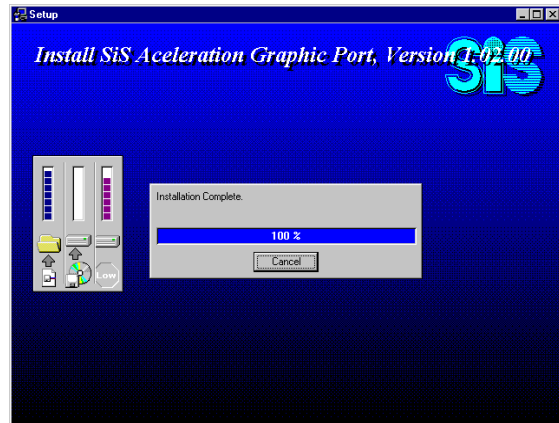 Setup
Install SiS Aceleration Graphic Port, Version 1.02.00
SiS
Installation Complete.
100 %
Cancel
Low